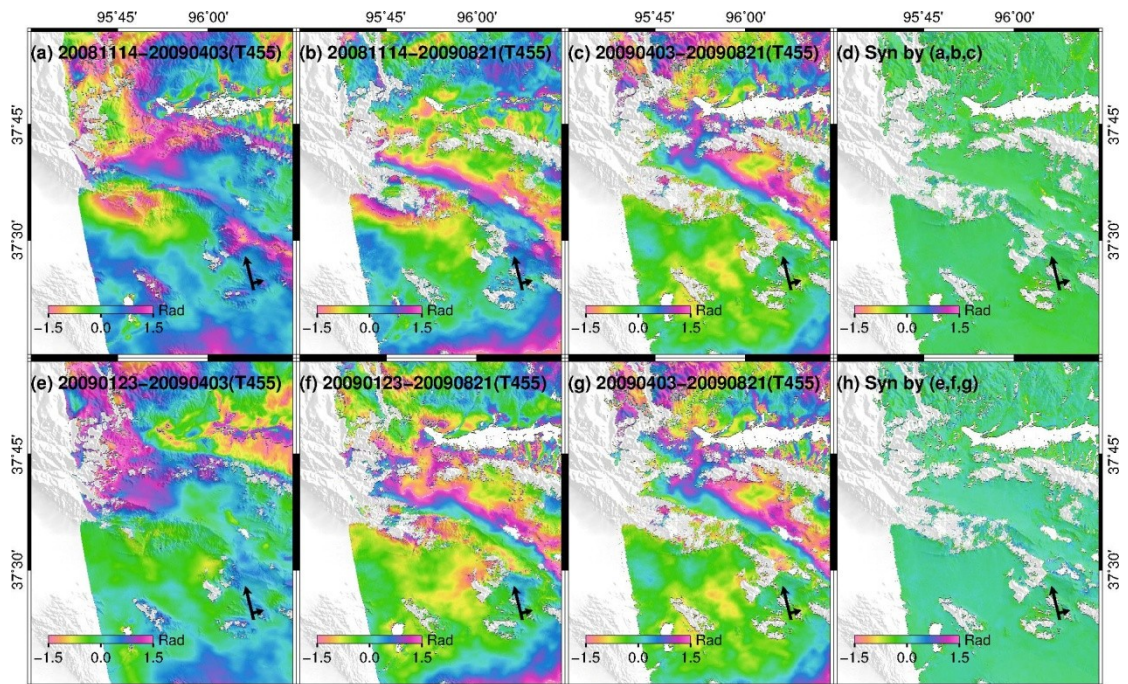 95°45' 96°00' 95°45' 96°00'
(a) 20081114−20090403(T455) (b) 20081114−20090821(T455) (c) 20090403−20090821(T455) (d) Syn by (a,b,c)
37°45' 37°45'
37°30' 37°30'
Rad Rad Rad Rad
−1.5 0.0 1.5 −1.5 0.0 1.5 −1.5 0.0 1.5 −1.5 0.0 1.5
(e) 20090123−20090403(T455) (f) 20090123−20090821(T455) (g) 20090403−20090821(T455) (h) Syn by (e,f,g)
37°45' 37°45'
37°30' 37°30'
Rad Rad Rad Rad
−1.5 0.0 1.5 −1.5 0.0 1.5 −1.5 0.0 1.5 −1.5 0.0 1.5
95°45' 96°00' 95°45' 96°00'